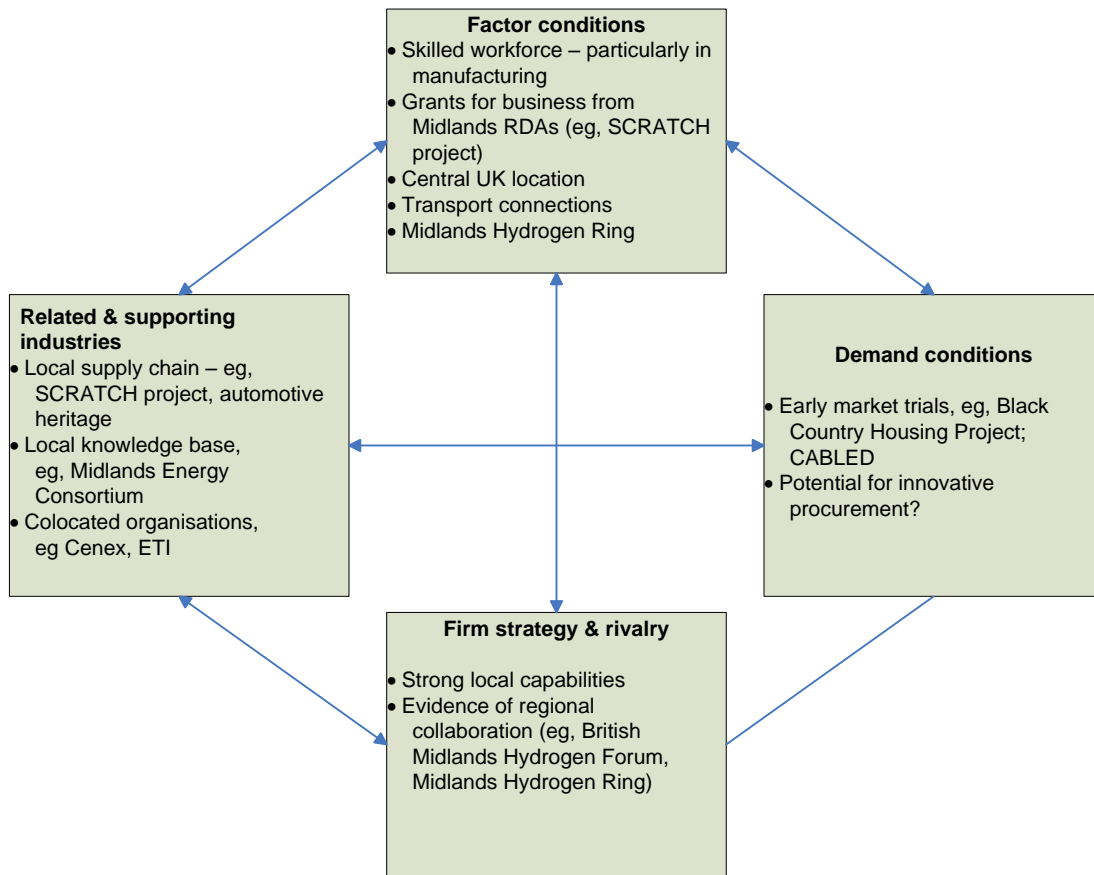 Factor conditions
• Skilled workforce – particularly in
manufacturing
• Grants for business from
Midlands RDAs (eg, SCRATCH
project)
• Central UK location
• Transport connections
• Midlands Hydrogen Ring
Related & supporting
industries
• Local supply chain – eg,
SCRATCH project, automotive
heritage
• Local knowledge base,
eg, Midlands Energy
Consortium
• Colocated organisations,
eg Cenex, ETI
Demand conditions
• Early market trials, eg, Black
Country Housing Project;
CABLED
• Potential for innovative
procurement?
Firm strategy & rivalry
• Strong local capabilities
• Evidence of regional
collaboration (eg, British
Midlands Hydrogen Forum,
Midlands Hydrogen Ring)